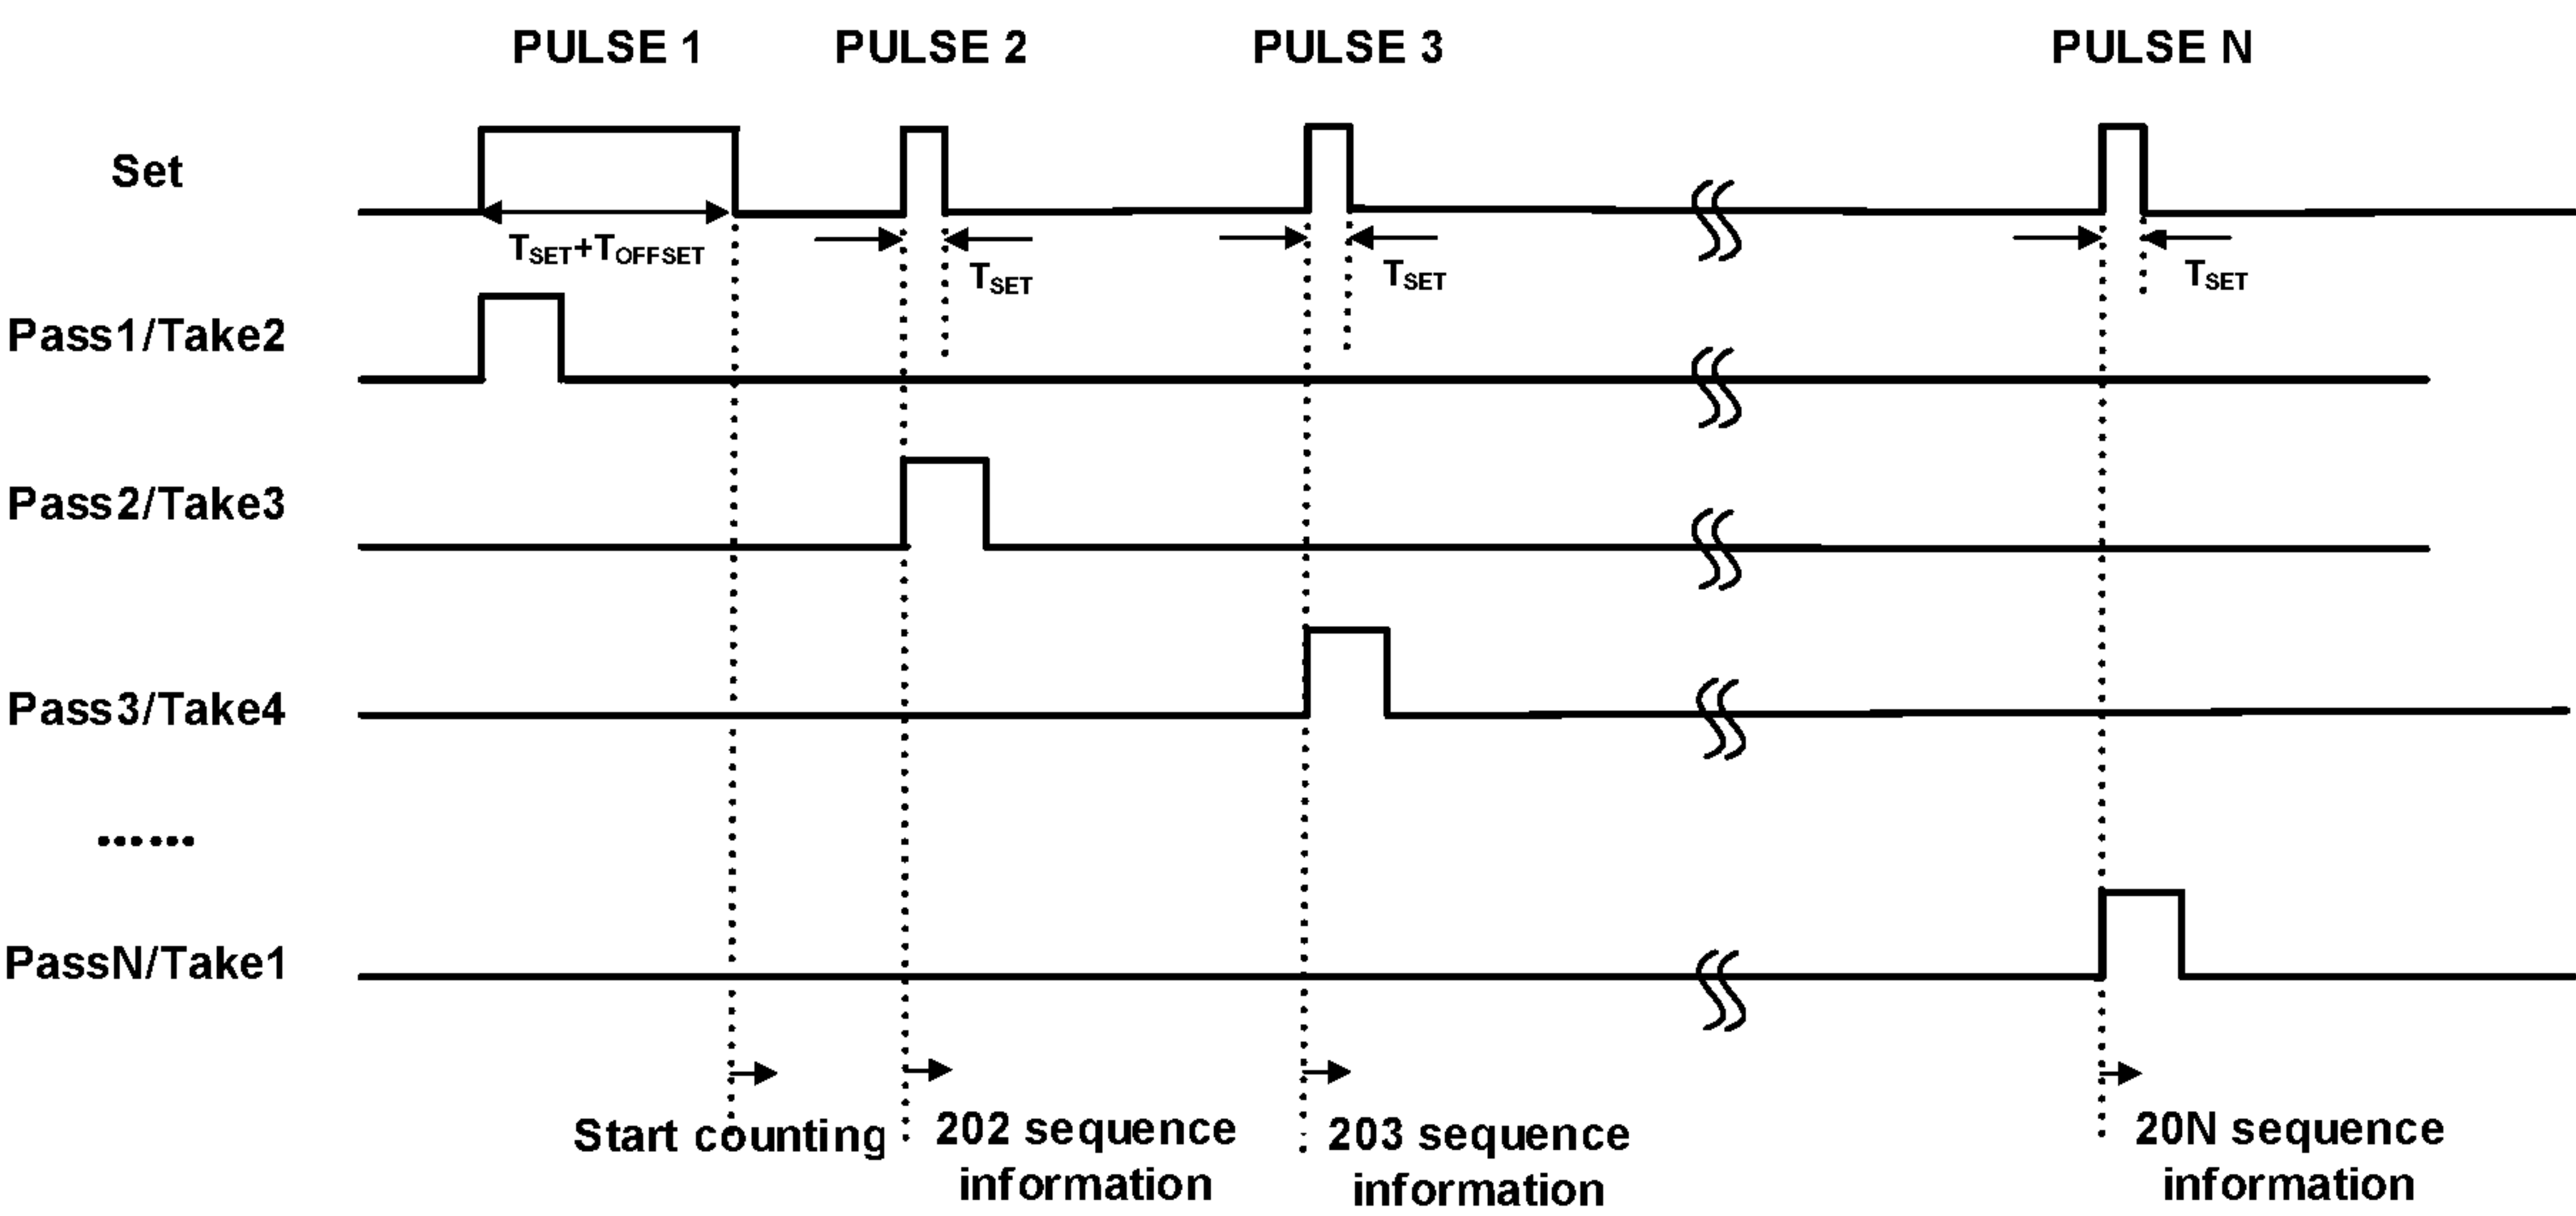 PULSE 1 PULSE 2 PULSE 3 PULSE N
Set
TSET+TOFFSET TSET TSET TSET
Pass1/Take2
Pass2/Take3
Pass3/Take4
......
PassN/Take1
Start counting 202 sequence 203 sequence 20N sequence
information information information